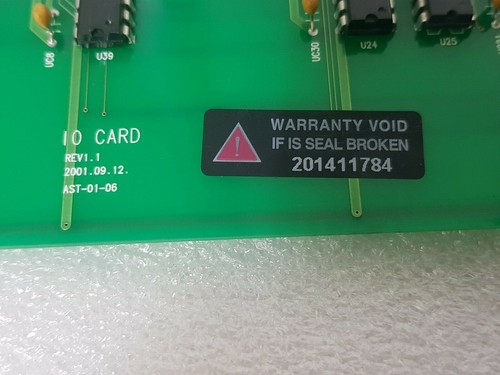 UC8
U39
UC30
U24
U25
IO CARD
REV1.1
2001.09.12.
AST-01-06
WARRANTY VOID
IF IS SEAL BROKEN
201411784